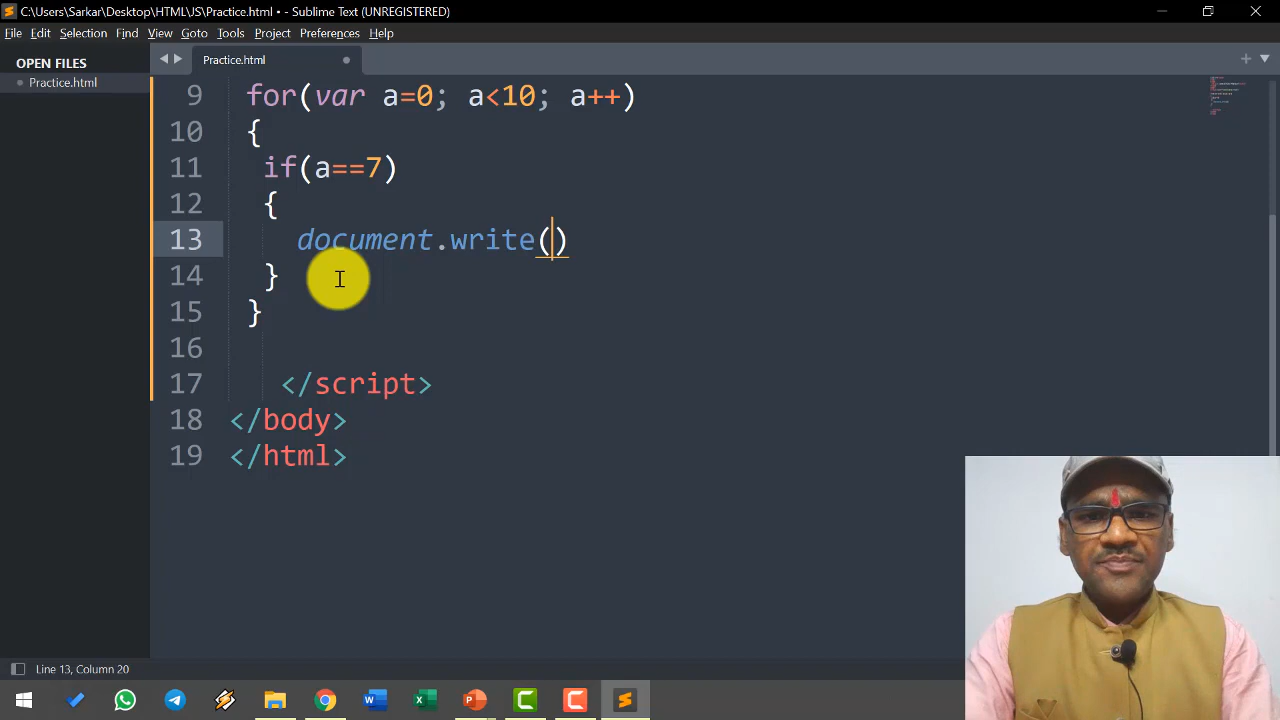 C:\Users\Sarkar\Desktop\HTML\JS\Practice.html • - Sublime Text (UNREGISTERED)
File Edit Selection Find View Goto Tools Project Preferences Help
OPEN FILES
Practice.html
Practice.html
9 for(var a=0; a<10; a++)
10 {
11 if(a==7)
12 {
13 document.write()
14 }
15 }
16
17 </script>
18 </body>
19 </html>
Line 13, Column 20